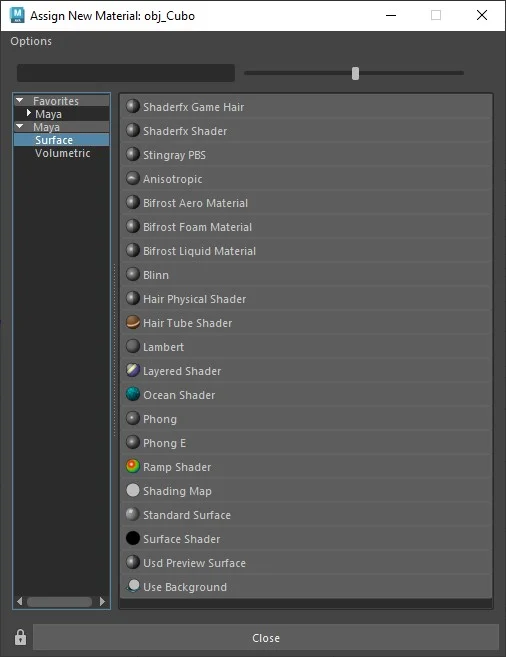 Assign New Material: obj_Cubo
Options
Favorites
Maya
Maya
Surface
Volumetric
Shaderfx Game Hair
Shaderfx Shader
Stingray PBS
Anisotropic
Bifrost Aero Material
Bifrost Foam Material
Bifrost Liquid Material
Blinn
Hair Physical Shader
Hair Tube Shader
Lambert
Layered Shader
Ocean Shader
Phong
Phong E
Ramp Shader
Shading Map
Standard Surface
Surface Shader
Usd Preview Surface
Use Background
Close